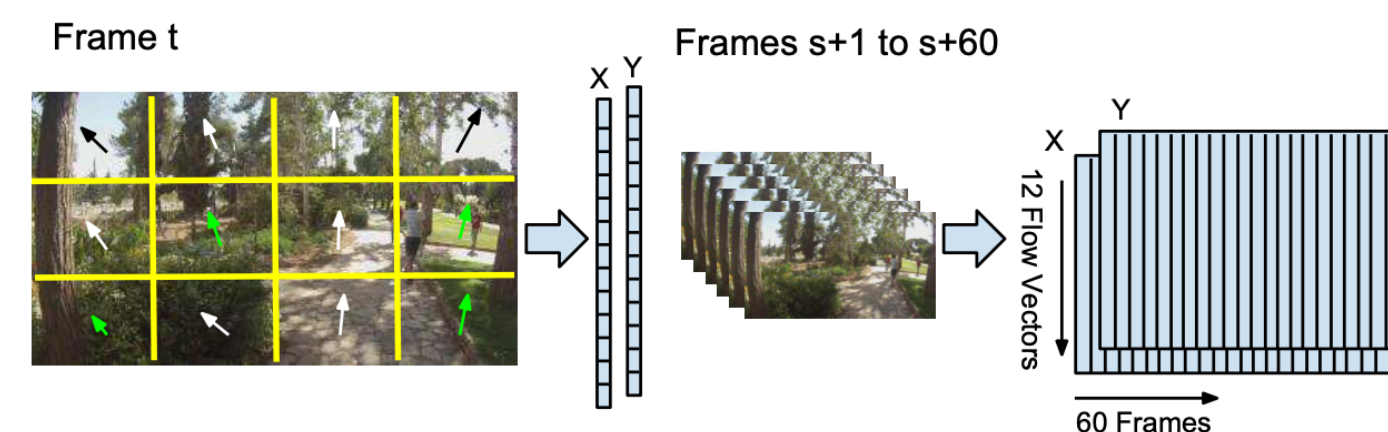 Frame t
X
Y
Frames s+1 to s+60
Y
X
12 Flow Vectors
60 Frames